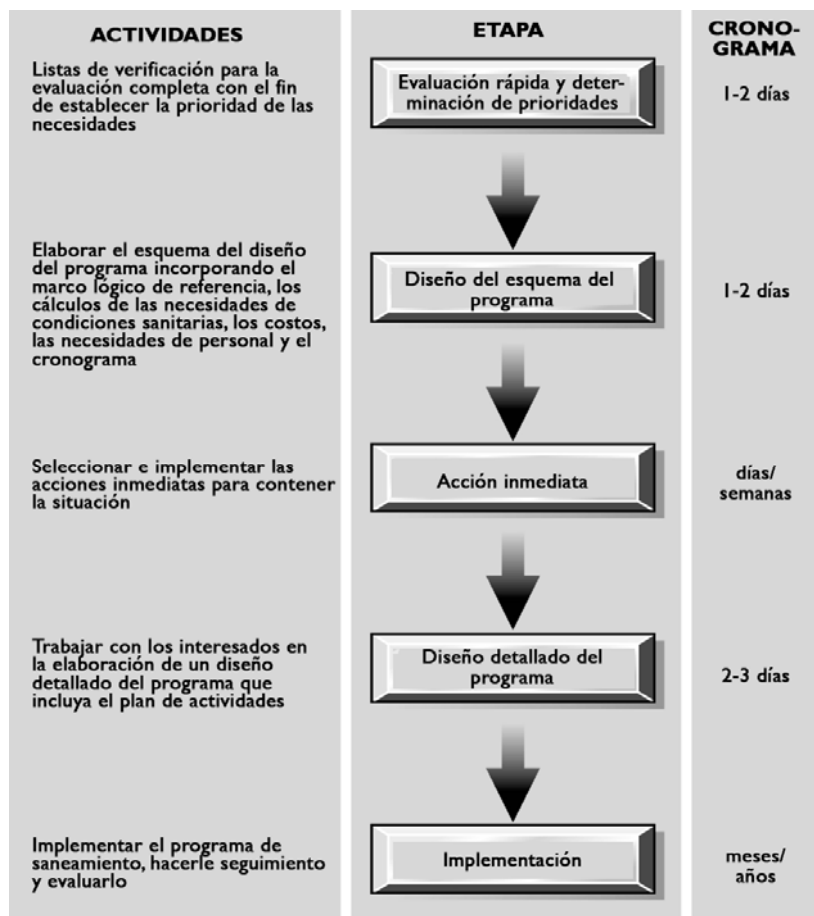 ACTIVIDADES
ETAPA
CRONO-
GRAMA
Listas de verificación para la
evaluación completa con el fin
de establecer la prioridad de las
necesidades
Evaluación rápida y deter-
minación de prioridades
1-2 días
Elaborar el esquema del diseño
del programa incorporando el
marco lógico de referencia, los
cálculos de las necesidades de
condiciones sanitarias, los costos,
las necesidades de personal y el
cronograma
Diseño del esquema del
programa
1-2 días
Seleccionar e implementar las
acciones inmediatas para contener
la situación
Acción inmediata
días/
semanas
Trabajar con los interesados en
la elaboración de un diseño
detallado del programa que
incluya el plan de actividades
Diseño detallado del
programa
2-3 días
Implementar el programa de
saneamiento, hacerle seguimiento
y evaluarlo
Implementación
meses/
años